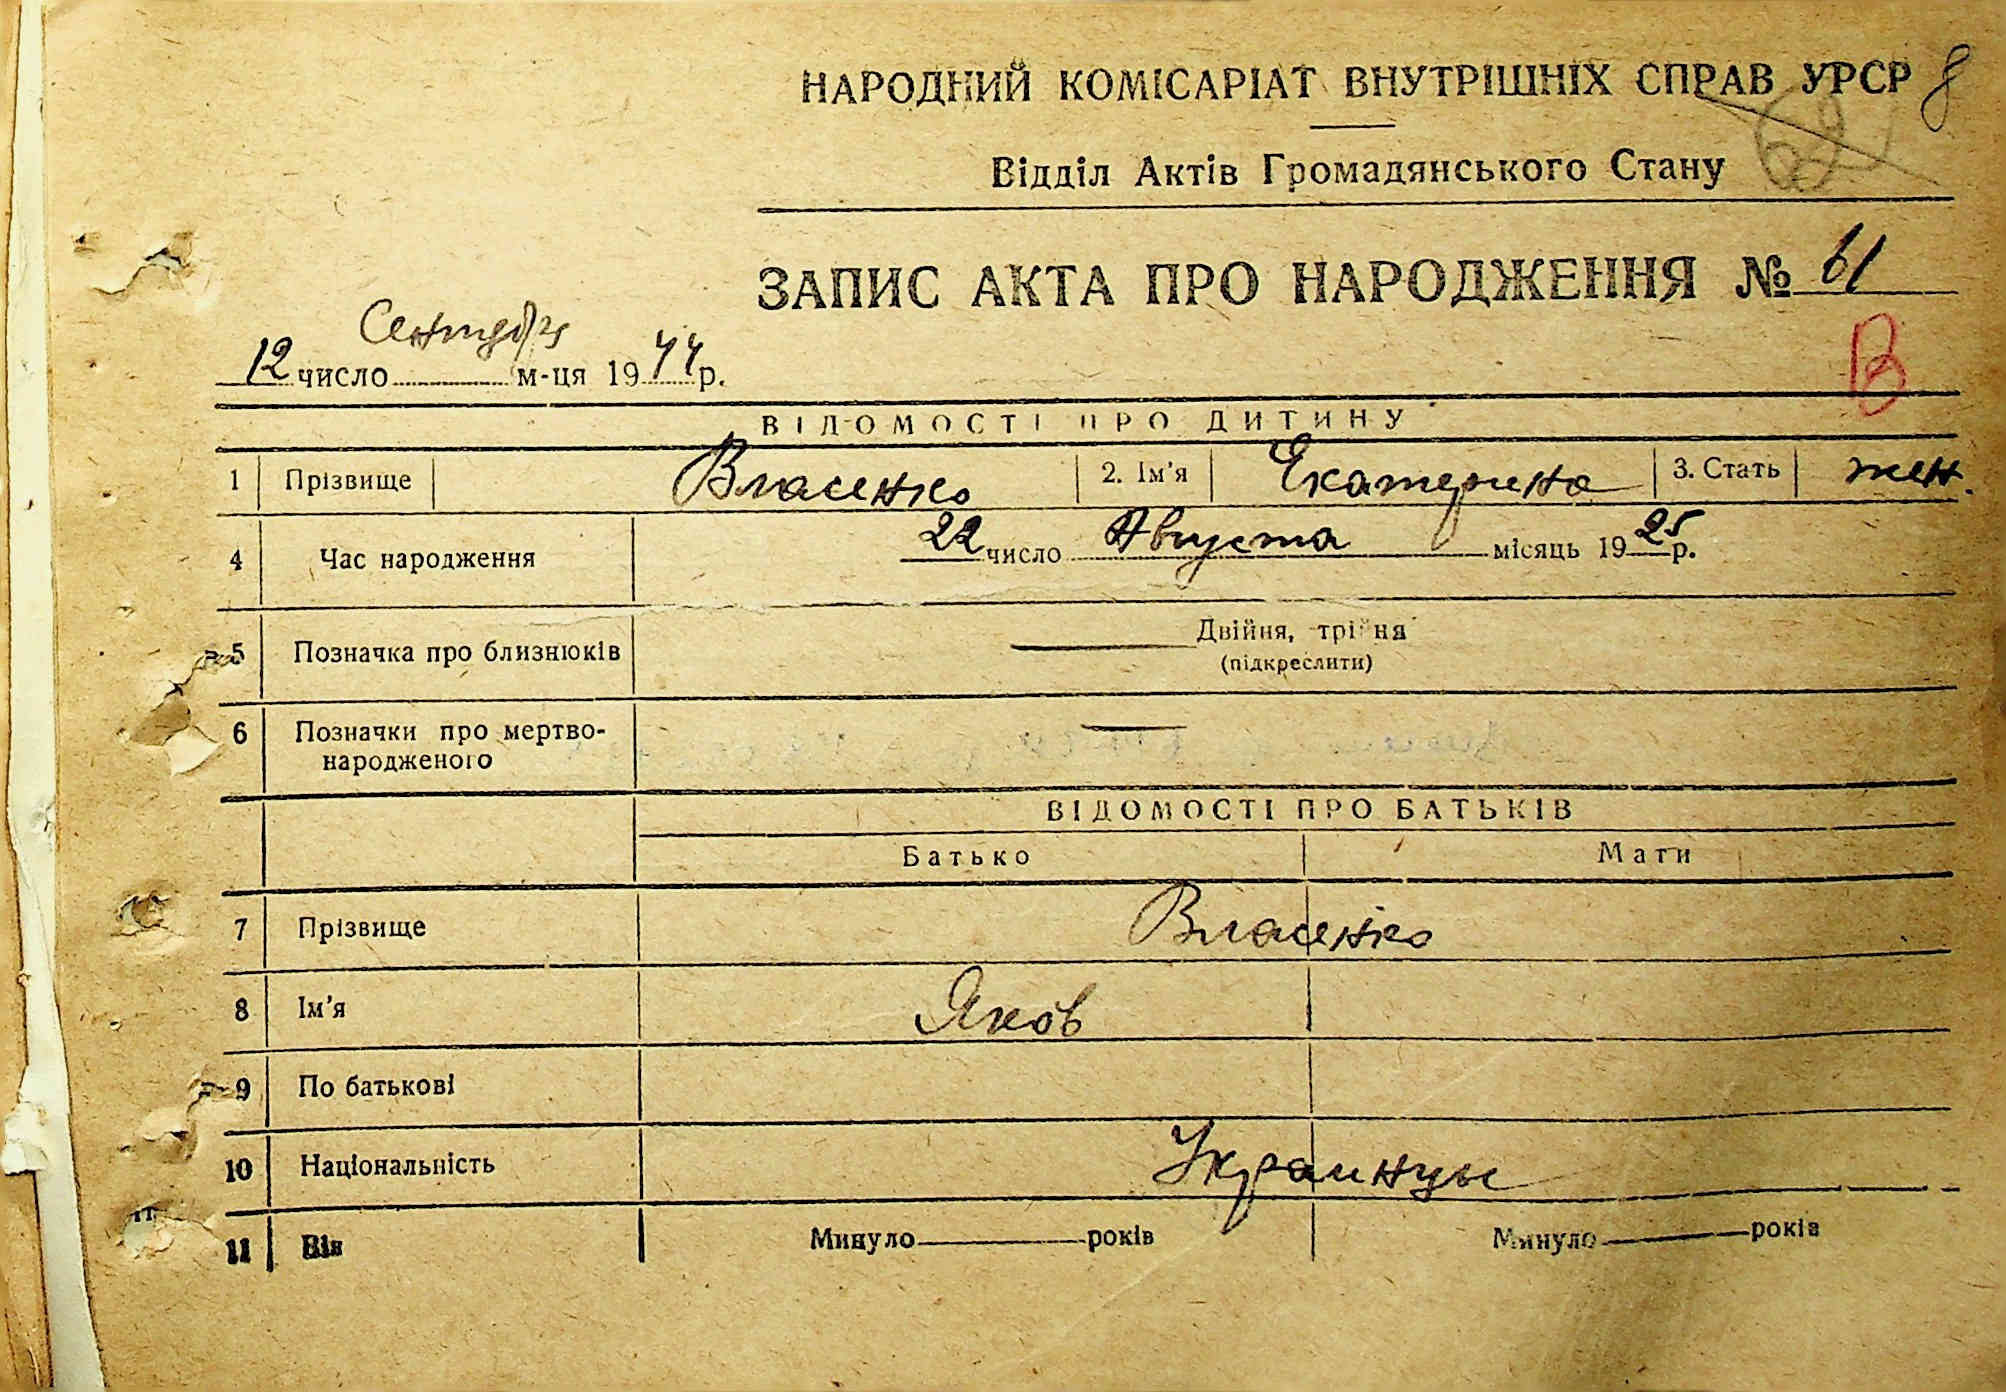 НАРОДНИЙ КОМІСАРІАТ ВНУТРІШНІХ СПРАВ УРСР 8
Відділ Актів Громадянського Стану
ЗАПИС АКТА ПРО НАРОДЖЕННЯ № 61
12 число Сентября м-ця 1944 р.
В
ВІДОМОСТІ ПРО ДИТИНУ
1 Прізвище Власенко 2. Ім'я Екатерина 3. Стать жен.
4 Час народження 22 число Августа місяць 1925 р.
5 Позначка про близнюків Двійня, трійня
(підкреслити)
6 Позначки про мертво-
народженого
ВІДОМОСТІ ПРО БАТЬКІВ
Батько Мати
7 Прізвище Власенко
8 Ім'я Яков
9 По батькові
10 Національність Украинцы
11 Вік Минуло років Минуло років